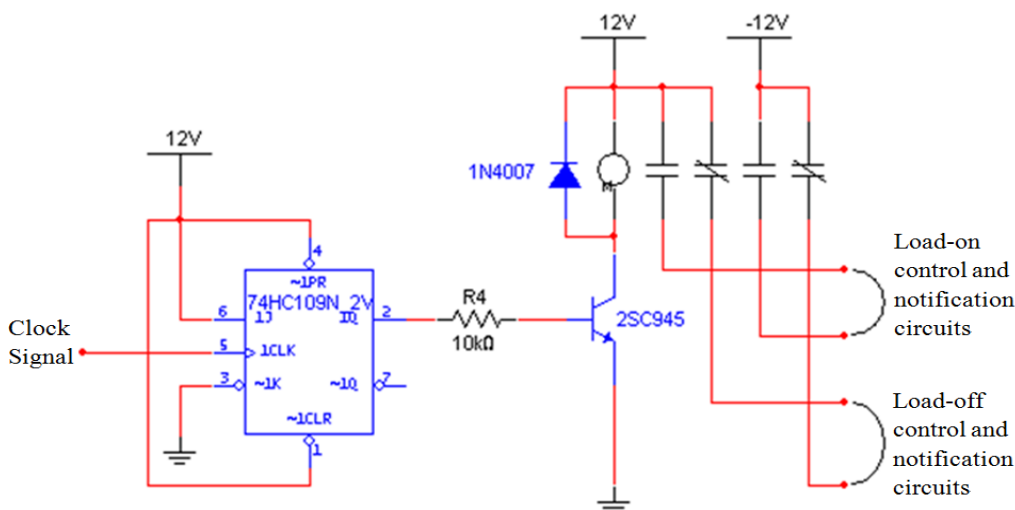 12V
-12V
12V
1N4007
4
~1PR
74HC109N_2V
6
1J
1Q
2
R4
10kΩ
2SC945
Clock
Signal
5
1CLK
3
~1K
~1Q
7
~1CLR
1
M
Load-on
control and
notification
circuits
Load-off
control and
notification
circuits